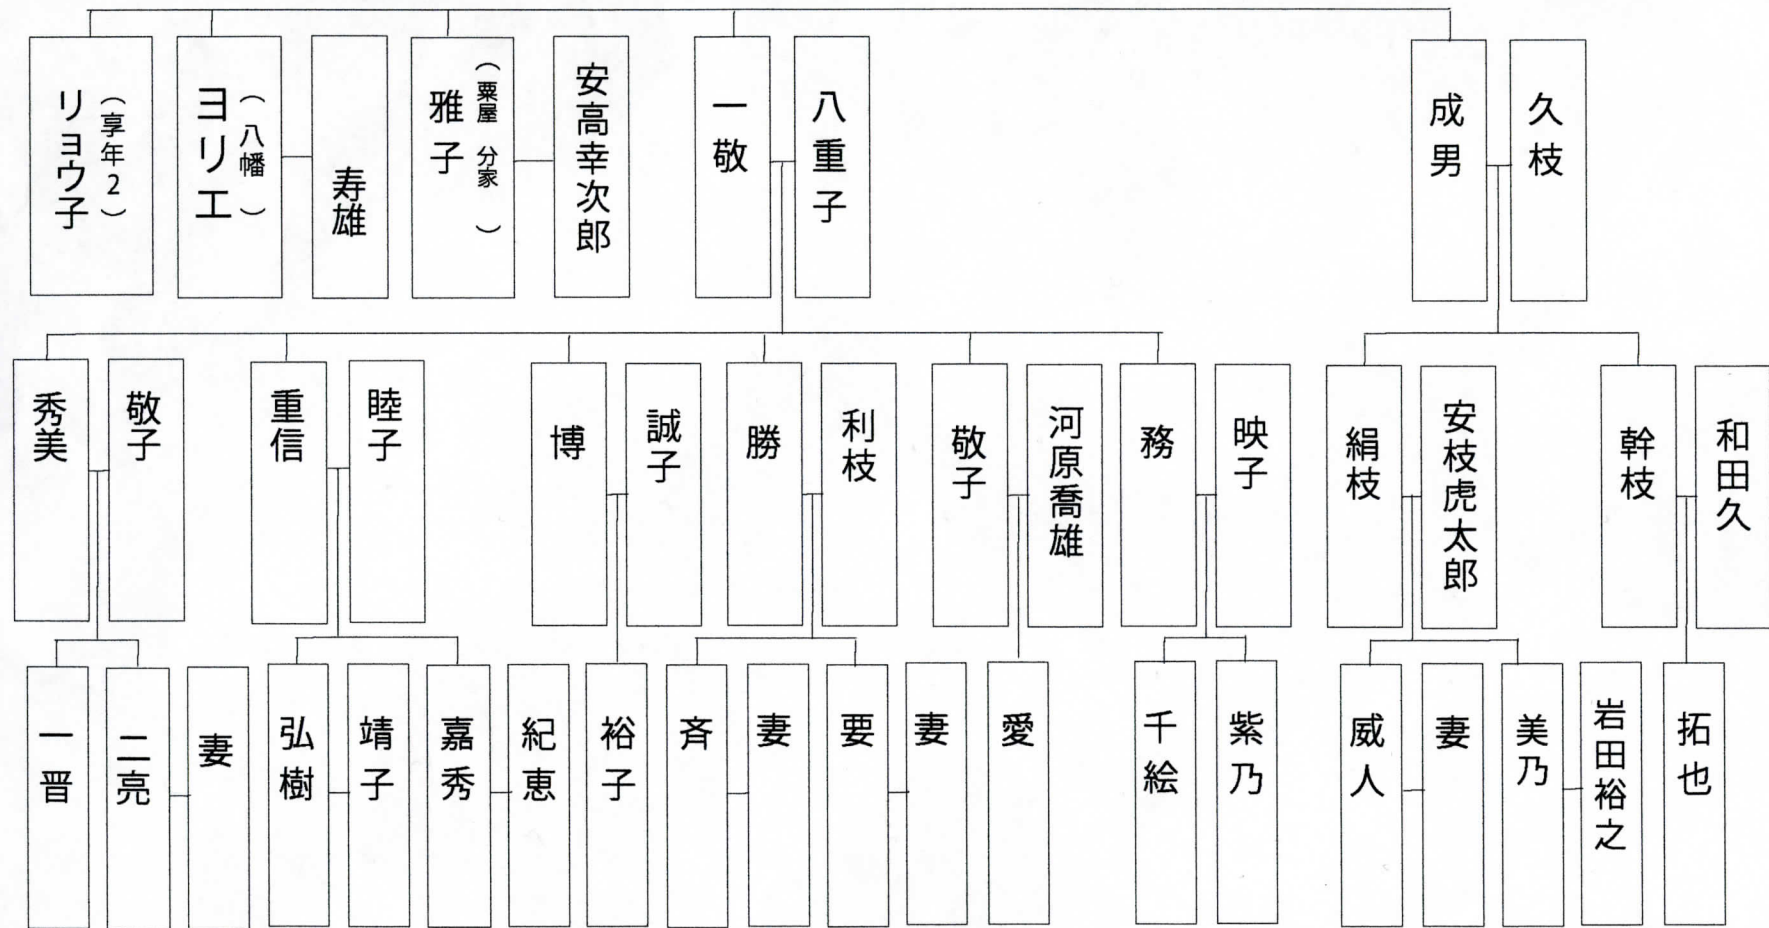 久枝
成男
八重子
一敬
安高幸次郎
(粟屋 分家 )
雅子
寿雄
(八幡 )
ヨリエ
(享年2)
リョウ子
和田久
幹枝
安枝虎太郎
絹枝
映子
務
河原喬雄
敬子
利枝
勝
誠子
博
睦子
重信
敬子
秀美
拓也
岩田裕之
美乃
妻
威人
紫乃
千絵
愛
妻
要
妻
斉
裕子
紀恵
嘉秀
靖子
弘樹
妻
二亮
一晋